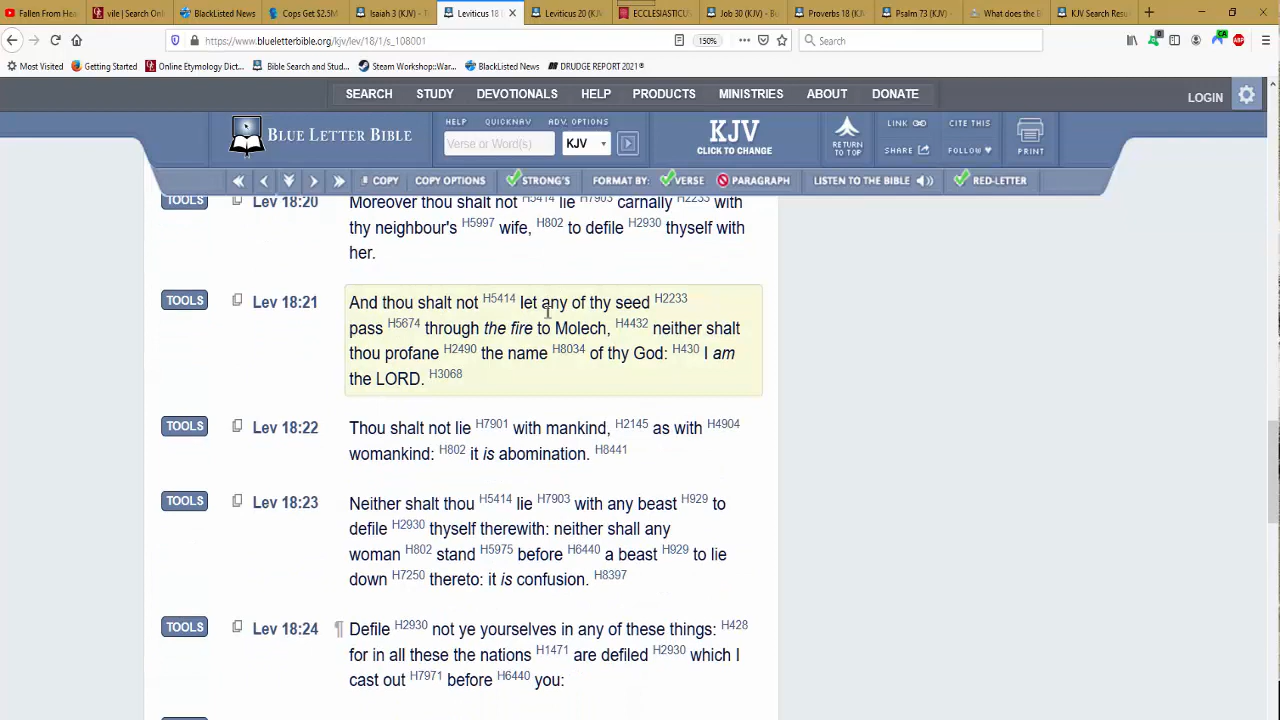 Fallen From Hea
vile | Search Onl
BlackListed News
Cops Get $2.5M
Isaiah 3 (KJV) - T
Leviticus 18
Leviticus 20 (KJV
ECCLESIASTICUS
Job 30 (KJV) - Bo
Proverbs 18 (KJV
Psalm 73 (KJV) -
What does the B
KJV Search Resu
https://www.blueletterbible.org/kjv/lev/18/1/s_108001
150%
Search
Most Visited
Getting Started
Online Etymology Dict...
Bible Search and Stud...
Steam Workshop::War...
BlackListed News
DRUDGE REPORT 2021®
SEARCH STUDY DEVOTIONALS HELP PRODUCTS MINISTRIES ABOUT DONATE
LOGIN
BLUE LETTER BIBLE
HELP QUICKNAV ADV. OPTIONS
Verse or Word(s)
KJV
KJV
CLICK TO CHANGE
RETURN
TO TOP
LINK
SHARE
CITE THIS
FOLLOW
PRINT
COPY COPY OPTIONS STRONG'S FORMAT BY: VERSE PARAGRAPH LISTEN TO THE BIBLE RED-LETTER
TOOLS Lev 18:20 Moreover thou shalt not H5414 lie H7903 carnally H2233 with
thy neighbour's H5997 wife, H802 to defile H2930 thyself with
her.
TOOLS Lev 18:21 And thou shalt not H5414 let any of thy seed H2233
pass H5674 through the fire to Molech, H4432 neither shalt
thou profane H2490 the name H8034 of thy God: H430 I am
the LORD. H3068
TOOLS Lev 18:22 Thou shalt not lie H7901 with mankind, H2145 as with H4904
womankind: H802 it is abomination. H8441
TOOLS Lev 18:23 Neither shalt thou H5414 lie H7903 with any beast H929 to
defile H2930 thyself therewith: neither shall any
woman H802 stand H5975 before H6440 a beast H929 to lie
down H7250 thereto: it is confusion. H8397
TOOLS Lev 18:24 ¶ Defile H2930 not ye yourselves in any of these things: H428
for in all these the nations H1471 are defiled H2930 which I
cast out H7971 before H6440 you: